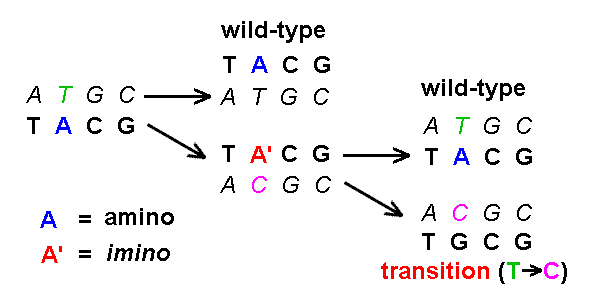 wild-type
T A C G
A T G C
A T G C
T A C G
wild-type
A T G C
T A C G
T A' C G
A C G C
A C G C
T G C G
transition (T→C)
A = amino
A' = imino